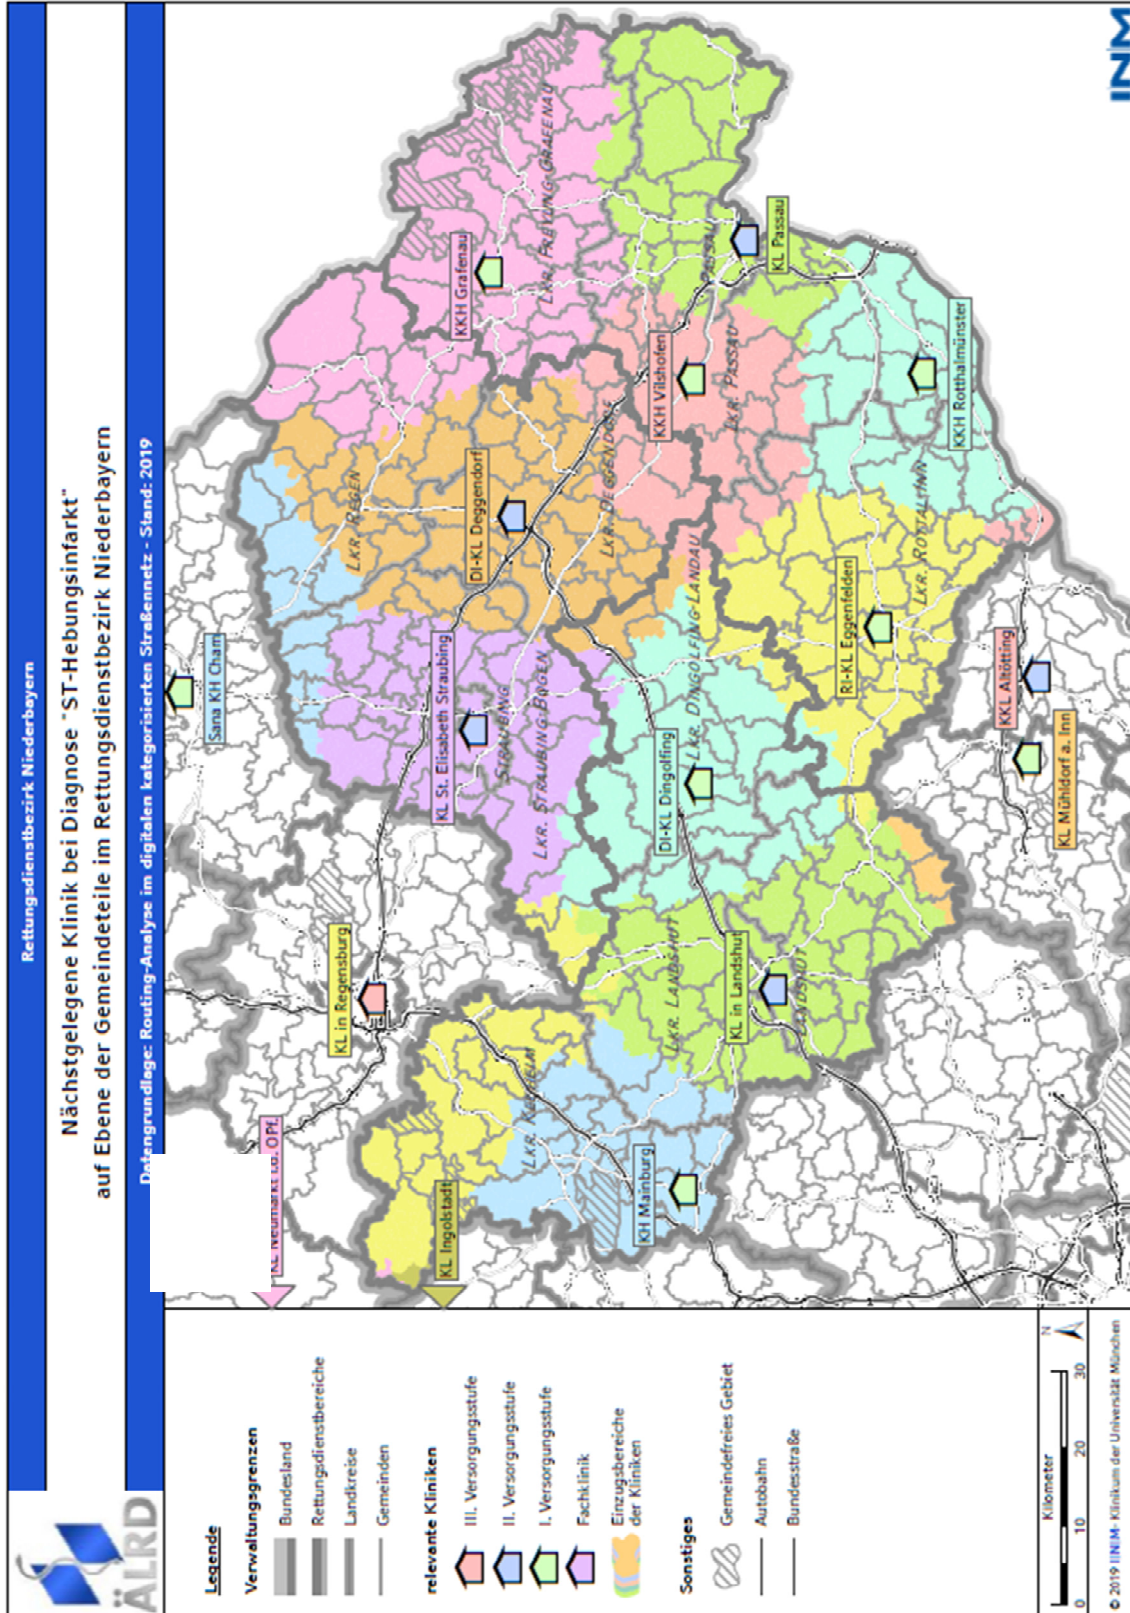 Rettungsdienstbezirk Niederbayern
Nächstgelegene Klinik bei Diagnose "ST-Hebungsinfarkt"
auf Ebene der Gemeindeteile im Rettungsdienstbezirk Niederbayern
Datengrundlage: Routing-Analyse im digitalen kategorisierten Straßennetz - Stand: 2019
ÄLRD
Legende
Verwaltungsgrenzen
Bundesland
Rettungsdienstbereiche
Landkreise
Gemeinden
relevante Kliniken
III. Versorgungsstufe
II. Versorgungsstufe
I. Versorgungsstufe
Fachklinik
Einzugsbereiche
der Kliniken
Sonstiges
Gemeindefreies Gebiet
Autobahn
Bundesstraße
Kilometer
0 10 20 30
N
© 2019 INM- Klinikum der Universität München
INM
KL Neumarkt i.d. OPf.
KL Ingolstadt
KL in Regensburg
Sana KH Cham
KL St. Elisabeth Straubing
DI-KL Deggendorf
KKH Grafenau
KKH Vilshofen
KL Passau
KKH Rotthalmünster
RI-KL Eggenfelden
DI-KL Dingolfing
KL in Landshut
KH Mainburg
KKL Altötting
KL Mühldorf a. Inn
LKR. REGEN
LKR. FREYUNG-GRAFENAU
LKR. DEGGENDORF
PASSAU
LKR. PASSAU
STRAUBING
LKR. STRAUBING-BOGEN
LKR. DINGOLFING-LANDAU
LKR. ROTTAL-INN
LKR. KELHEIM
LKR. LANDSHUT
LANDSHUT